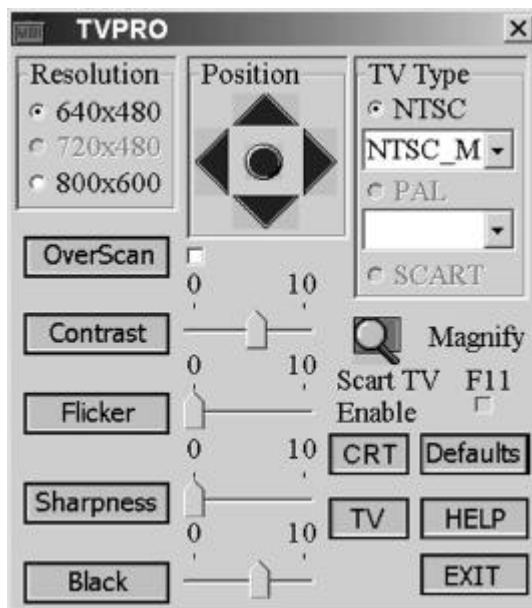 TVPRO
Resolution
640x480
720x480
800x600
Position
TV Type
NTSC
NTSC_M
PAL
SCART
OverScan
0 10
Contrast
0 10
Flicker
0 10
Sharpness
0 10
Black
Magnify
Scart TV F11
Enable
CRT Defaults
TV HELP
EXIT